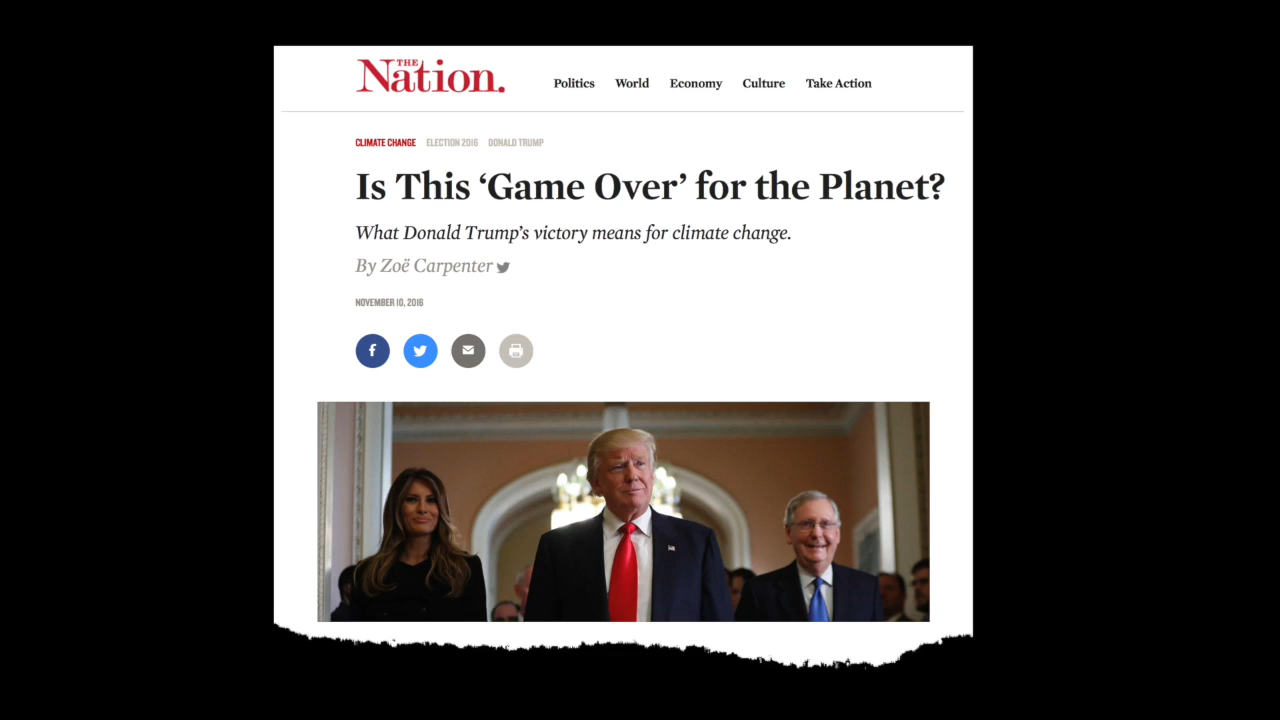 THE
Nation.
Politics World Economy Culture Take Action
CLIMATE CHANGE ELECTION 2016 DONALD TRUMP
Is This ‘Game Over’ for the Planet?
What Donald Trump’s victory means for climate change.
By Zoë Carpenter
NOVEMBER 10, 2016